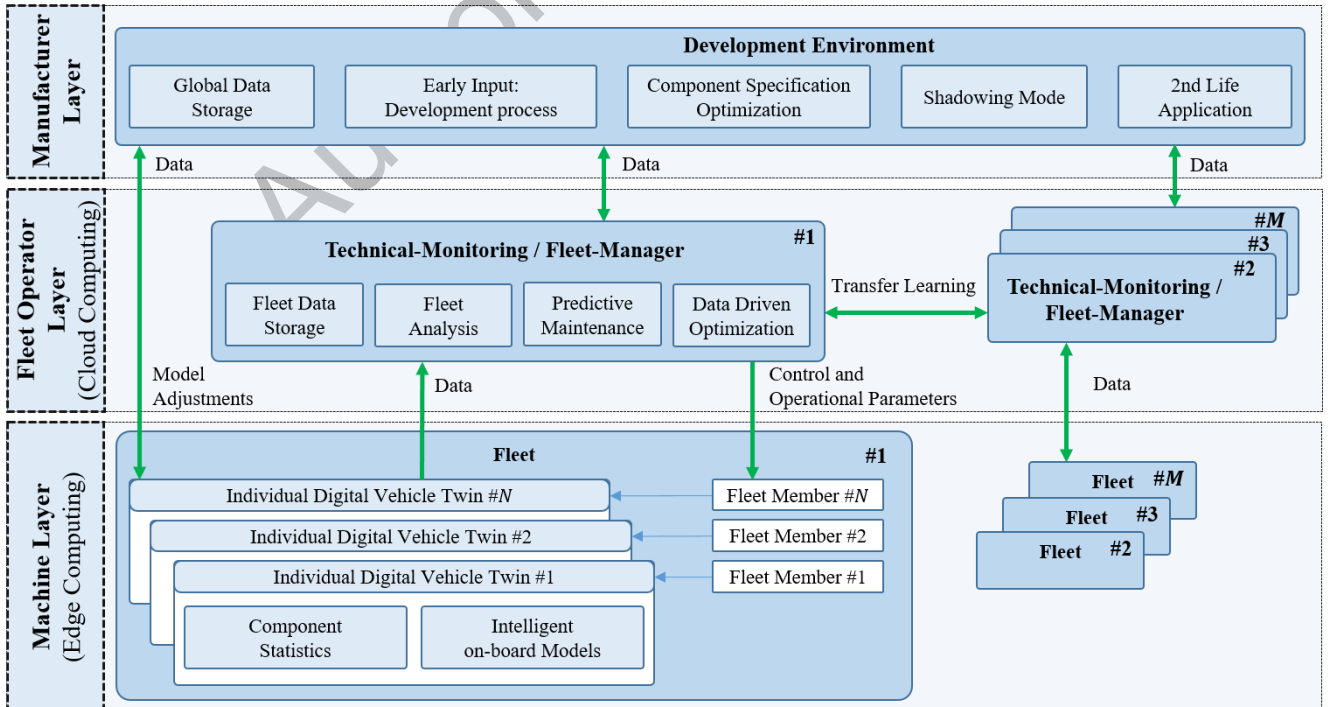 Manufacturer
Layer
Development Environment
Global Data
Storage
Early Input:
Development process
Component Specification
Optimization
Shadowing Mode
2nd Life
Application
Data
Data
Data
Fleet Operator
Layer
(Cloud Computing)
#1
Technical-Monitoring / Fleet-Manager
Fleet Data
Storage
Fleet
Analysis
Predictive
Maintenance
Data Driven
Optimization
Transfer Learning
#M
#3
#2
Technical-Monitoring /
Fleet-Manager
Model
Adjustments
Data
Control and
Operational Parameters
Data
Machine Layer
(Edge Computing)
Fleet
#1
Individual Digital Vehicle Twin #N
Fleet Member #N
Individual Digital Vehicle Twin #2
Fleet Member #2
Individual Digital Vehicle Twin #1
Fleet Member #1
Component
Statistics
Intelligent
on-board Models
Fleet #M
Fleet #3
Fleet #2